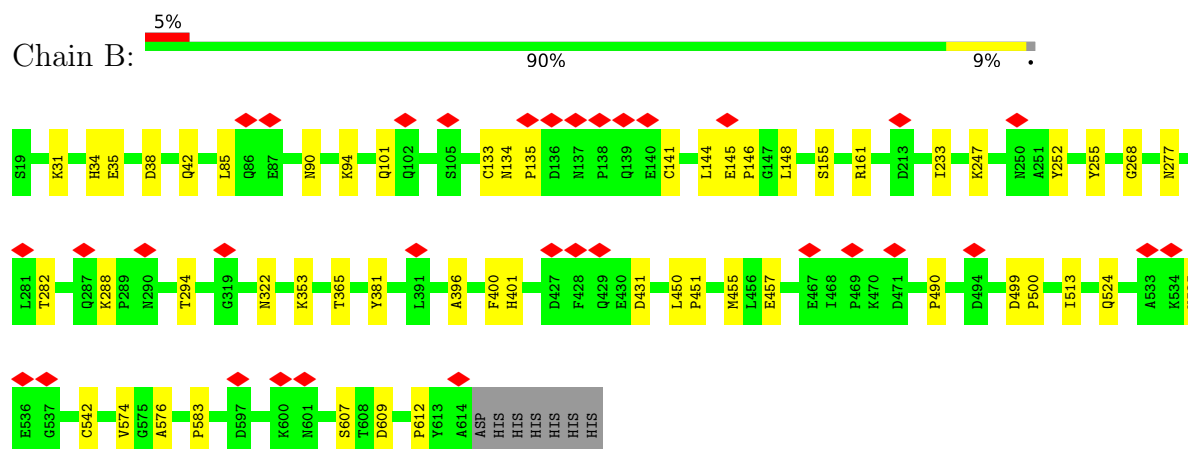 5%
Chain B:
90% 9% •
S19 K31 H34 E35 D38 Q42 L85 Q86 E87 N90 K94 Q101 Q102 S105 C133 N134 P135 D136 N137 P138 Q139 E140 C141 L144 E145 P146 G147 L148 S155 R161 D213 I233 K247 N250 A251 Y252 Y255 G268 N277
L281 T282 Q287 K288 P289 N290 T294 G319 N322 K353 T365 Y381 L391 A396 F400 H401 D427 F428 Q429 E430 D431 L450 P451 M455 L456 E457 E467 I468 P469 K470 D471 P490 D494 D499 P500 I513 Q524 A533 K534
E536 G537 C542 V574 G575 A576 P583 D597 K600 N601 S607 T608 D609 P612 Y613 A614 ASP HIS HIS HIS HIS HIS HIS